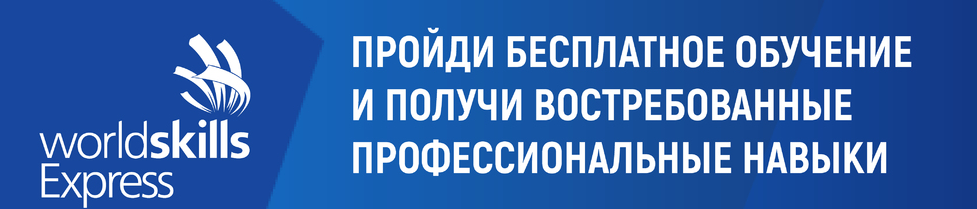 worldskills
Express
ПРОЙДИ БЕСПЛАТНОЕ ОБУЧЕНИЕ
И ПОЛУЧИ ВОСТРЕБОВАННЫЕ
ПРОФЕССИОНАЛЬНЫЕ НАВЫКИ